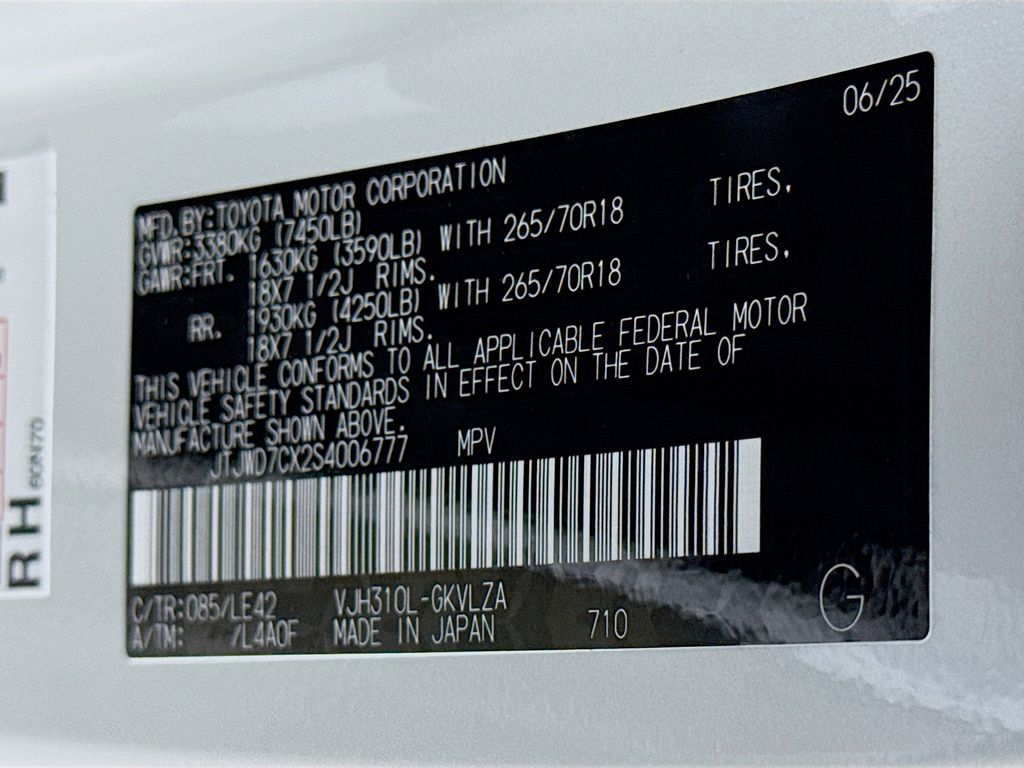 06/25
MFD.BY:TOYOTA MOTOR CORPORATION
GVWR:3380KG (7450LB)
GAWR:FRT. 1630KG (3590LB) WITH 265/70R18 TIRES,
18X7 1/2J RIMS.
RR. 1930KG (4250LB) WITH 265/70R18 TIRES,
18X7 1/2J RIMS.
THIS VEHICLE CONFORMS TO ALL APPLICABLE FEDERAL MOTOR
VEHICLE SAFETY STANDARDS IN EFFECT ON THE DATE OF
MANUFACTURE SHOWN ABOVE.
JTJWD7CX2S4006777 MPV
C/TR:085/LE42 VJH310L-GKVLZA
A/TM: /LA40F MADE IN JAPAN 710
G
RH 60N70